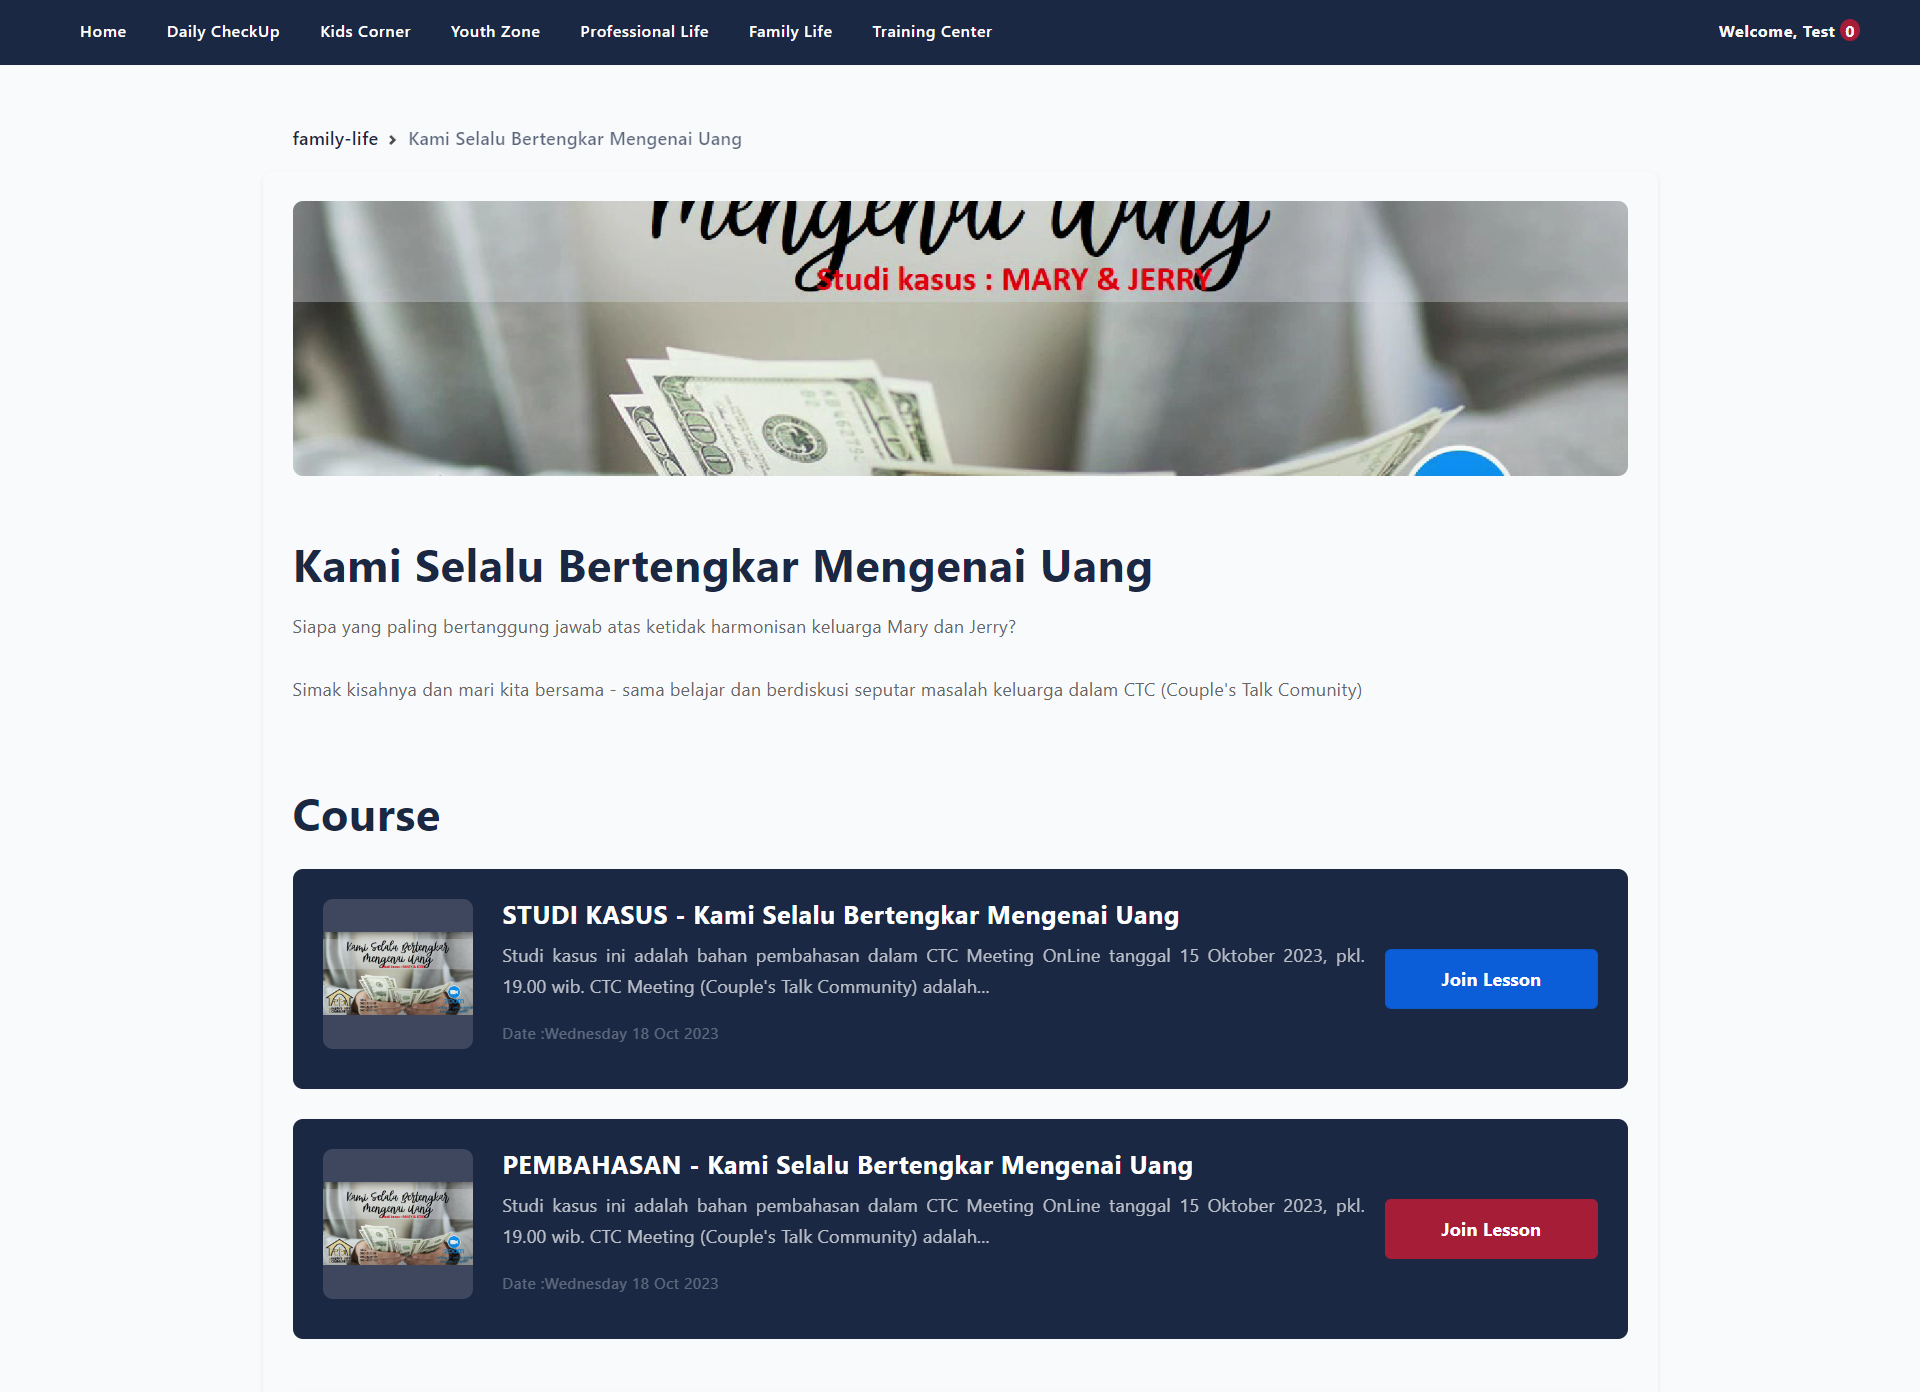 Home Daily CheckUp Kids Corner Youth Zone Professional Life Family Life Training Center Welcome, Test 0
family-life > Kami Selalu Bertengkar Mengenai Uang
Mengenai Uang
Studi kasus : MARY & JERRY
Kami Selalu Bertengkar Mengenai Uang
Siapa yang paling bertanggung jawab atas ketidak harmonisan keluarga Mary dan Jerry?
Simak kisahnya dan mari kita bersama - sama belajar dan berdiskusi seputar masalah keluarga dalam CTC (Couple's Talk Comunity)
Course
Kami Selalu Bertengkar
Mengenai Uang
STUDI KASUS - Kami Selalu Bertengkar Mengenai Uang
Studi kasus ini adalah bahan pembahasan dalam CTC Meeting OnLine tanggal 15 Oktober 2023, pkl.
19.00 wib. CTC Meeting (Couple's Talk Community) adalah...
Date :Wednesday 18 Oct 2023
Join Lesson
Kami Selalu Bertengkar
Mengenai Uang
PEMBAHASAN - Kami Selalu Bertengkar Mengenai Uang
Studi kasus ini adalah bahan pembahasan dalam CTC Meeting OnLine tanggal 15 Oktober 2023, pkl.
19.00 wib. CTC Meeting (Couple's Talk Community) adalah...
Date :Wednesday 18 Oct 2023
Join Lesson